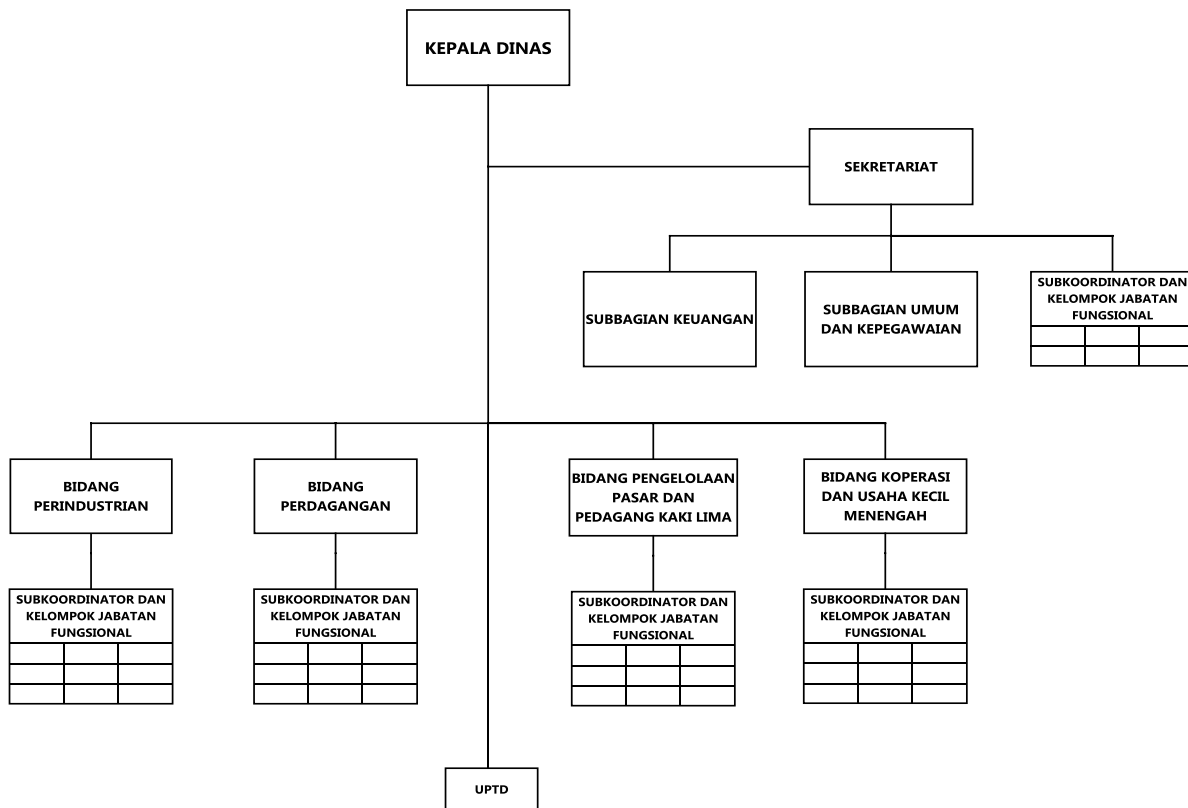 KEPALA DINAS
SEKRETARIAT
SUBBAGIAN KEUANGAN
SUBBAGIAN UMUM
DAN KEPEGAWAIAN
SUBKOORDINATOR DAN
KELOMPOK JABATAN
FUNGSIONAL
BIDANG
PERINDUSTRIAN
BIDANG
PERDAGANGAN
BIDANG PENGELOLAAN
PASAR DAN
PEDAGANG KAKI LIMA
BIDANG KOPERASI
DAN USAHA KECIL
MENENGAH
SUBKOORDINATOR DAN
KELOMPOK JABATAN
FUNGSIONAL
SUBKOORDINATOR DAN
KELOMPOK JABATAN
FUNGSIONAL
SUBKOORDINATOR DAN
KELOMPOK JABATAN
FUNGSIONAL
SUBKOORDINATOR DAN
KELOMPOK JABATAN
FUNGSIONAL
UPTD